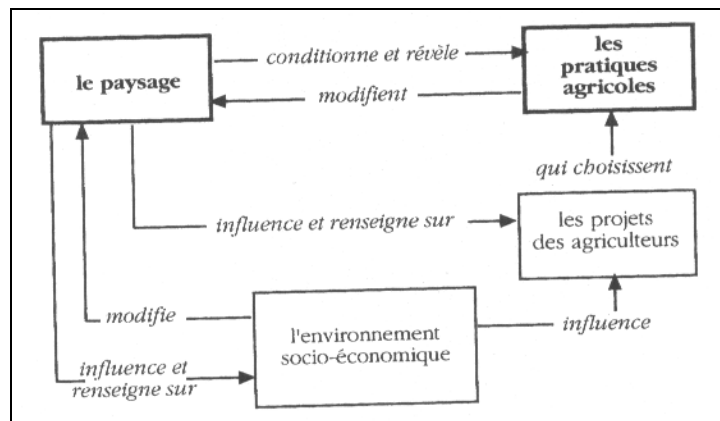 conditionne et révèle
les
pratiques
agricoles
le paysage
modifient
qui choisissent
influence et renseigne sur
les projets
des agriculteurs
modifie
l'environnement
socio-économique
influence
influence et
renseigne sur